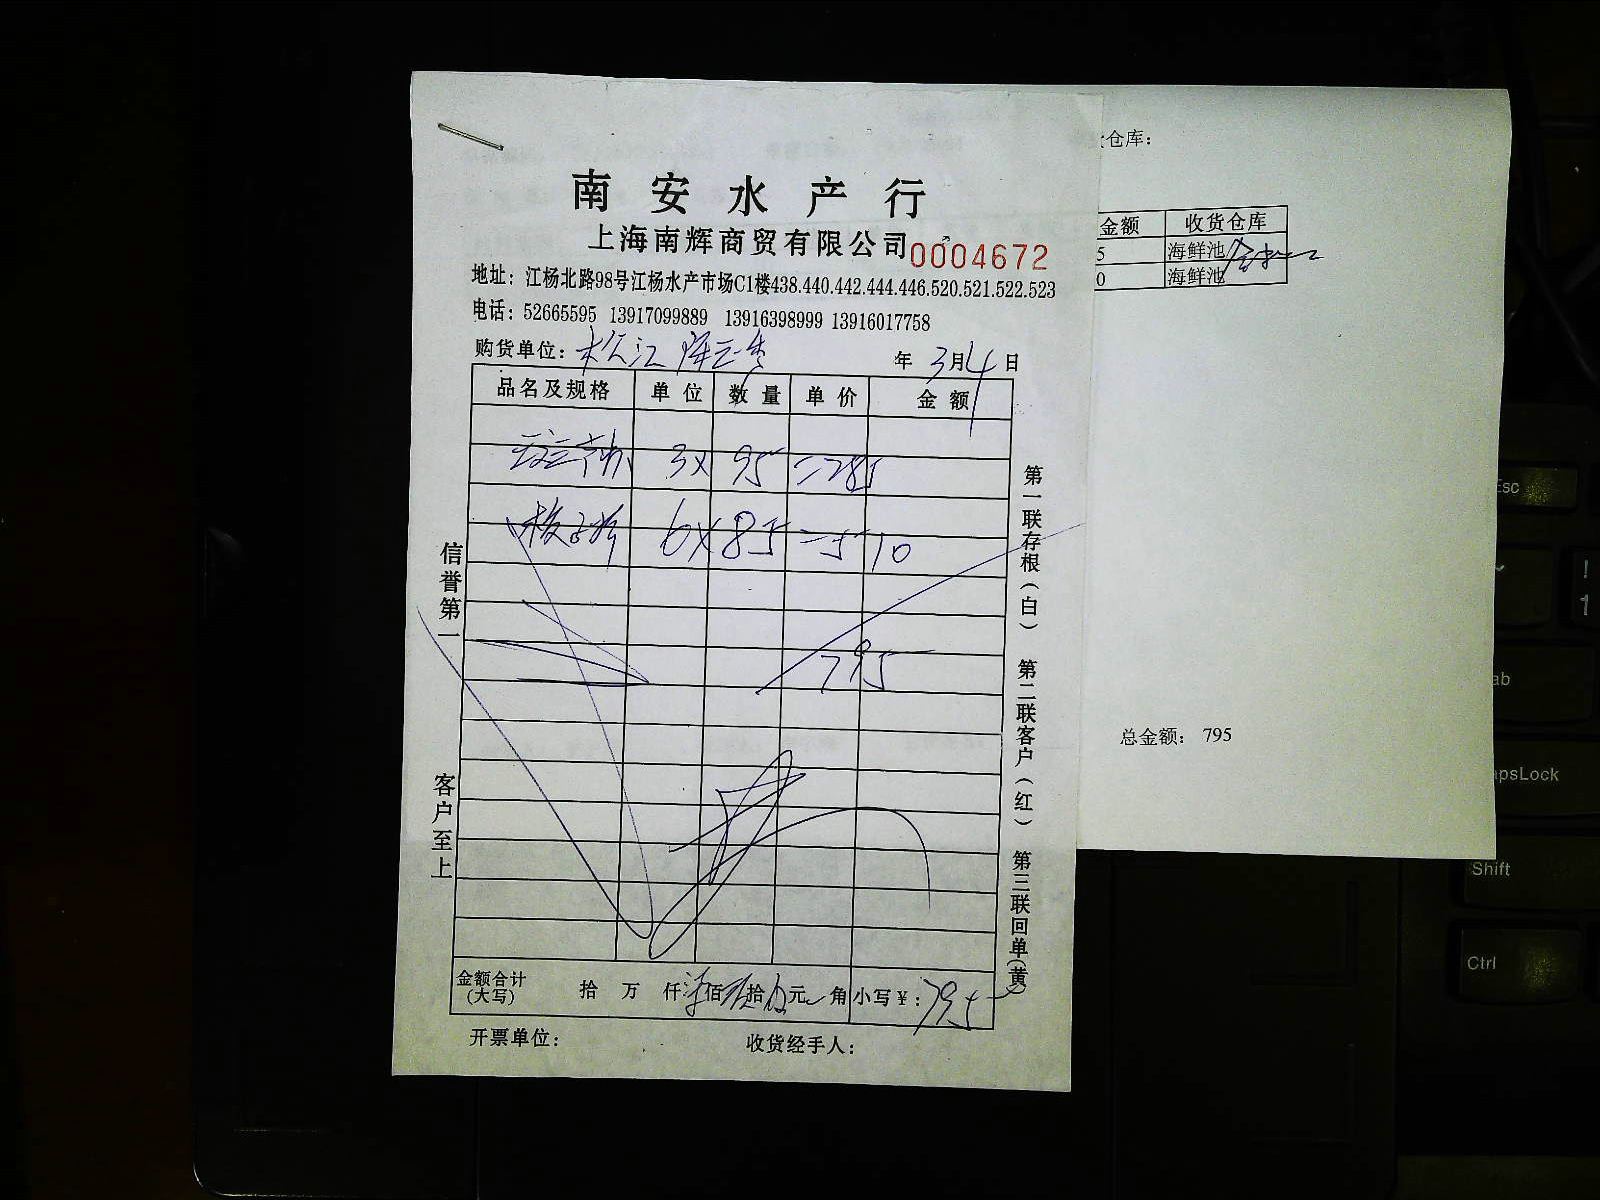 南安水产行
上海南辉商贸有限公司 0004672
地址：江杨北路98号江杨水产市场C1楼438.440.442.444.446.520.521.522.523
电话：52665595 13917099889 13916398999 13916017758
购货单位：松江 年3月4日
品名及规格 单位 数量 单价 金额
3× 95 =285
6×85=510
795
金额合计（大写） 拾 万 仟 佰 拾 元 角 小写￥：795
开票单位： 收货经手人：
信誉第一
客户至上
第一联存根（白） 第二联客户（红） 第三联回单（黄）
仓库：
金额 收货仓库
5 海鲜池
0 海鲜池
总金额： 795
Esc
ab
apsLock
Shift
Ctrl
!
1